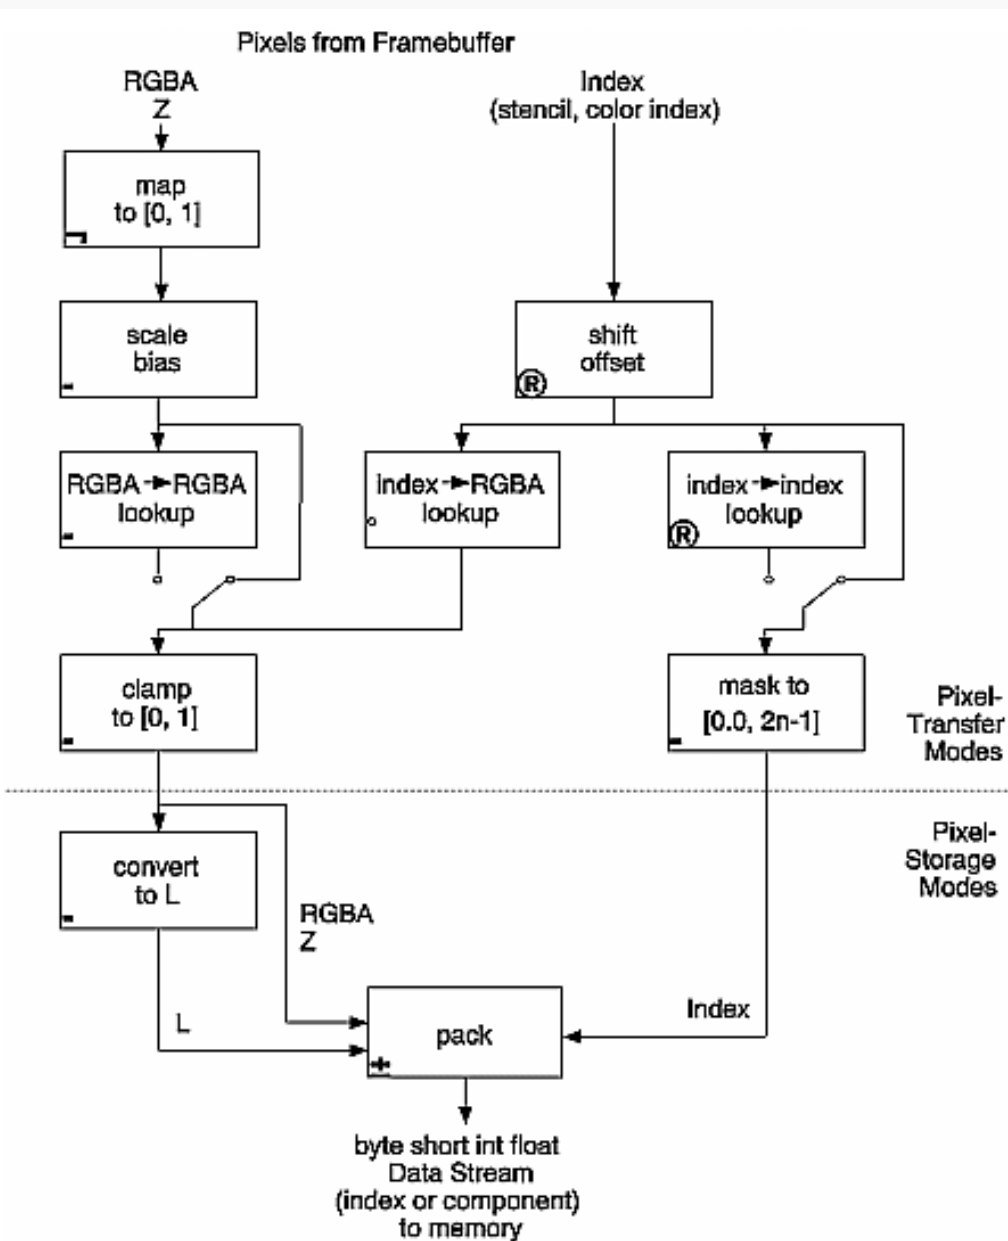 Pixels from Framebuffer
RGBA
Z
Index
(stencil, color index)
map
to [0, 1]
scale
bias
shift
offset
®
RGBA→RGBA
lookup
index→RGBA
lookup
index→index
lookup
®
clamp
to [0, 1]
mask to
[0.0, 2n-1]
Pixel-
Transfer
Modes
Pixel-
Storage
Modes
convert
to L
RGBA
Z
L
pack
Index
byte short int float
Data Stream
(index or component)
to memory